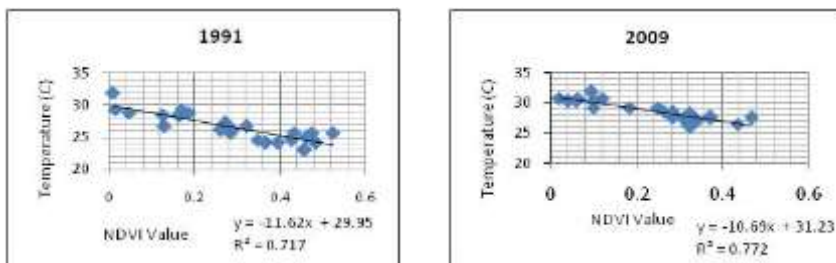 1991
Temperature (C)
35
30
25
20
0
0.2
0.4
0.6
NDVI Value
y = -11.62x + 29.95
R² = 0.717
2009
Temperature (C)
35
30
25
20
15
0
0.2
0.4
0.6
NDVI Value
y = -10.69x + 31.23
R² = 0.772